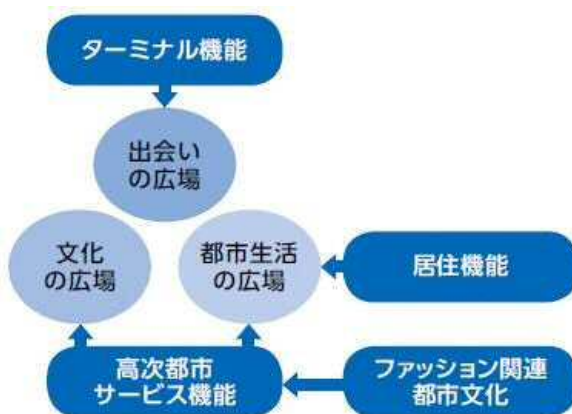 ターミナル機能
出会い
の広場
文化
の広場
都市生活
の広場
居住機能
高次都市
サービス機能
ファッション関連
都市文化